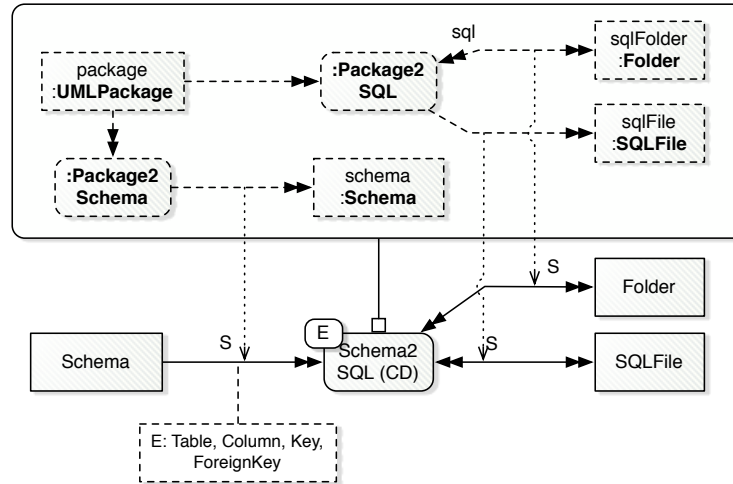 sql
package
:UMLPackage
:Package2
SQL
sqlFolder
:Folder
sqlFile
:SQLFile
:Package2
Schema
schema
:Schema
S
Folder
E
Schema
S
Schema2
SQL (CD)
S
SQLFile
E: Table, Column, Key,
ForeignKey